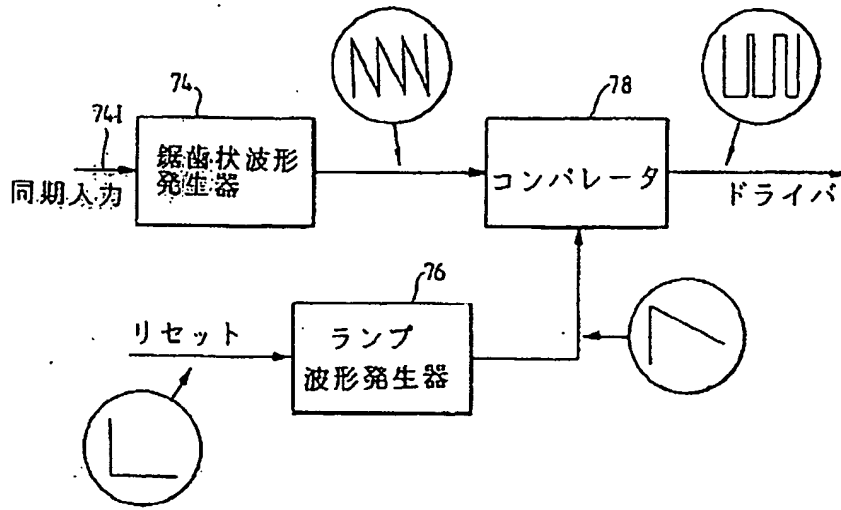 74
78
74I
鋸歯状波形
発生器
同期入力
コンパレータ
ドライバ
76
リセット
ランプ
波形発生器